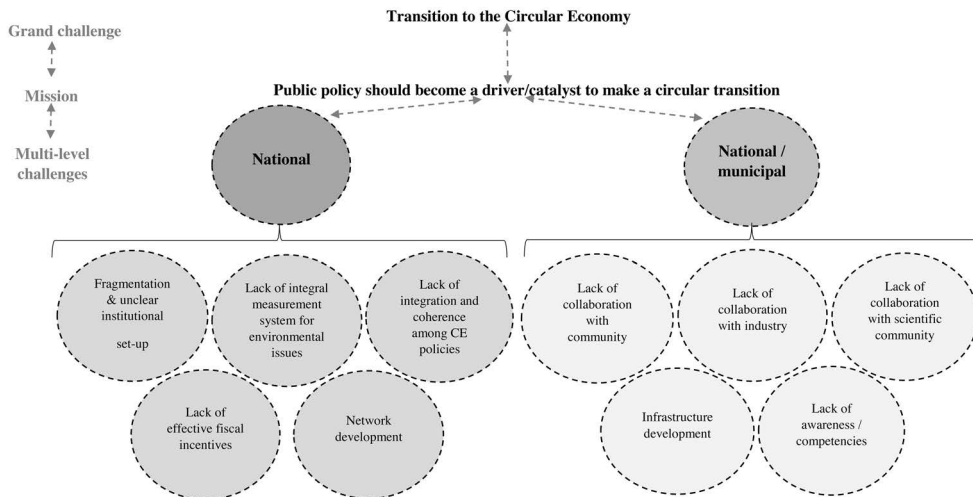 Transition to the Circular Economy
Grand challenge
Mission
Public policy should become a driver/catalyst to make a circular transition
Multi-level
challenges
National
National /
municipal
Fragmentation
& unclear
institutional
set-up
Lack of integral
measurement
system for
environmental
issues
Lack of
integration and
coherence
among CE
policies
Lack of
collaboration
with
community
Lack of
collaboration
with industry
Lack of
collaboration
with scientific
community
Lack of
effective fiscal
incentives
Network
development
Infrastructure
development
Lack of
awareness /
competencies